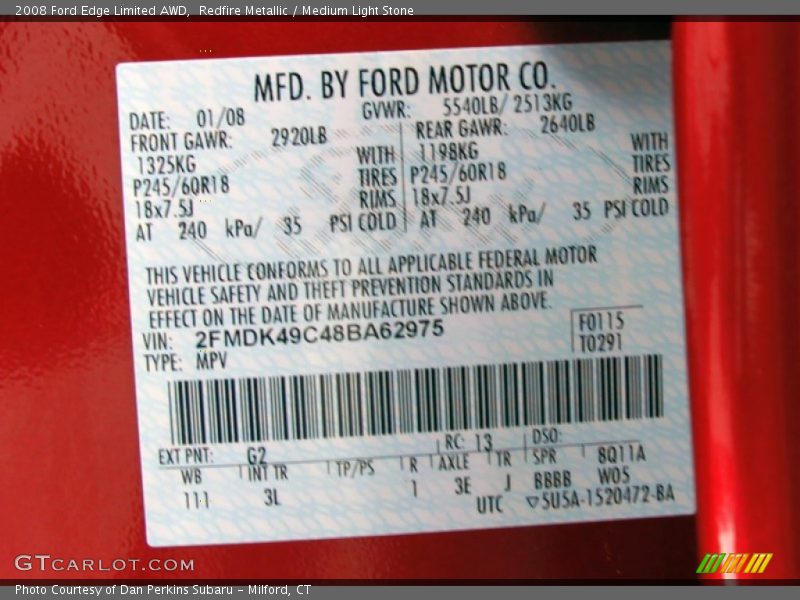 2008 Ford Edge Limited AWD,  Redfire Metallic / Medium Light Stone
MFD. BY FORD MOTOR CO.
DATE: 01/08 GVWR: 5540LB/ 2513KG
FRONT GAWR: 2920LB REAR GAWR: 2640LB
1325KG WITH 1198KG WITH
P245/60R18 TIRES P245/60R18 TIRES
18x7.5J RIMS 18x7.5J RIMS
AT 240 kPa/ 35 PSI COLD AT 240 kPa/ 35 PSI COLD
THIS VEHICLE CONFORMS TO ALL APPLICABLE FEDERAL MOTOR
VEHICLE SAFETY AND THEFT PREVENTION STANDARDS IN
EFFECT ON THE DATE OF MANUFACTURE SHOWN ABOVE.
VIN: 2FMDK49C48BA62975 F0115
TYPE: MPV T0291
EXT PNT: G2 RC: 13 DSO:
WB INT TR TP/PS R AXLE TR SPR 8Q11A
111 3L 1 3E J BBBB W05
UTC ▽5U5A-1520472-BA
GTCARLOT.COM
Photo Courtesy of Dan Perkins Subaru – Milford, CT